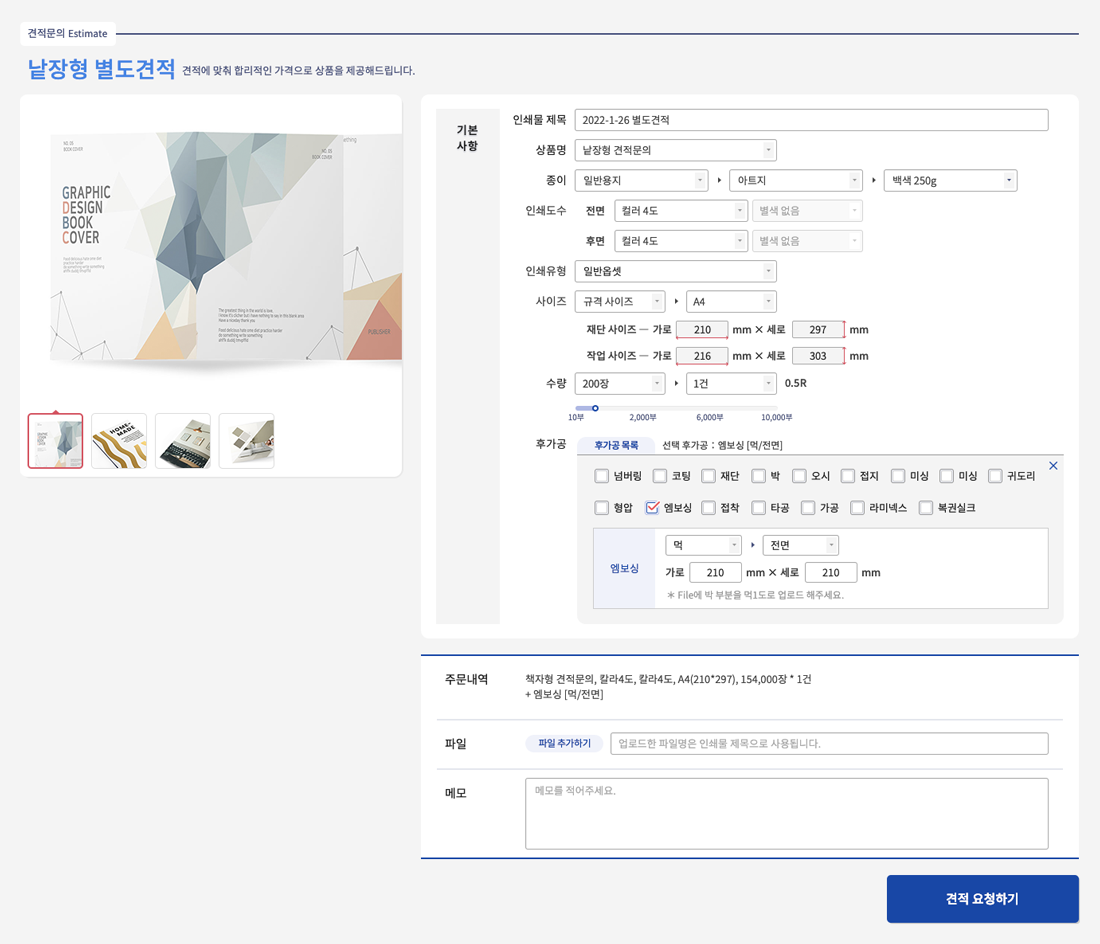 견적문의 Estimate
낱장형 별도견적 견적에 맞춰 합리적인 가격으로 상품을 제공해드립니다.
NO. 05
BOOK COVER
GRAPHIC
DESIGN
BOOK
COVER
NO. 05
BOOK COVER
PUBLISHER
HOME-
MADE
기본
사항
인쇄물 제목 2022-1-26 별도견적
상품명 낱장형 견적문의
종이 일반용지 아트지 백색 250g
인쇄도수 전면 컬러 4도 별색 없음
후면 컬러 4도 별색 없음
인쇄유형 일반옵셋
사이즈 규격 사이즈 A4
재단 사이즈 — 가로 210 mm × 세로 297 mm
작업 사이즈 — 가로 216 mm × 세로 303 mm
수량 200장 1건 0.5R
10부 2,000부 6,000부 10,000부
후가공 후가공 목록 선택 후가공 : 엠보싱 [먹/전면]
넘버링 코팅 재단 박 오시 접지 미싱 미싱 귀도리
형압 엠보싱 접착 타공 가공 라미넥스 복권실크
엠보싱 먹 전면
가로 210 mm × 세로 210 mm
＊ File에 박 부분을 먹1도로 업로드 해주세요.
주문내역 책자형 견적문의, 칼라4도, 칼라4도, A4(210*297), 154,000장 * 1건
+ 엠보싱 [먹/전면]
파일 파일 추가하기 업로드한 파일명은 인쇄물 제목으로 사용됩니다.
메모 메모를 적어주세요.
견적 요청하기